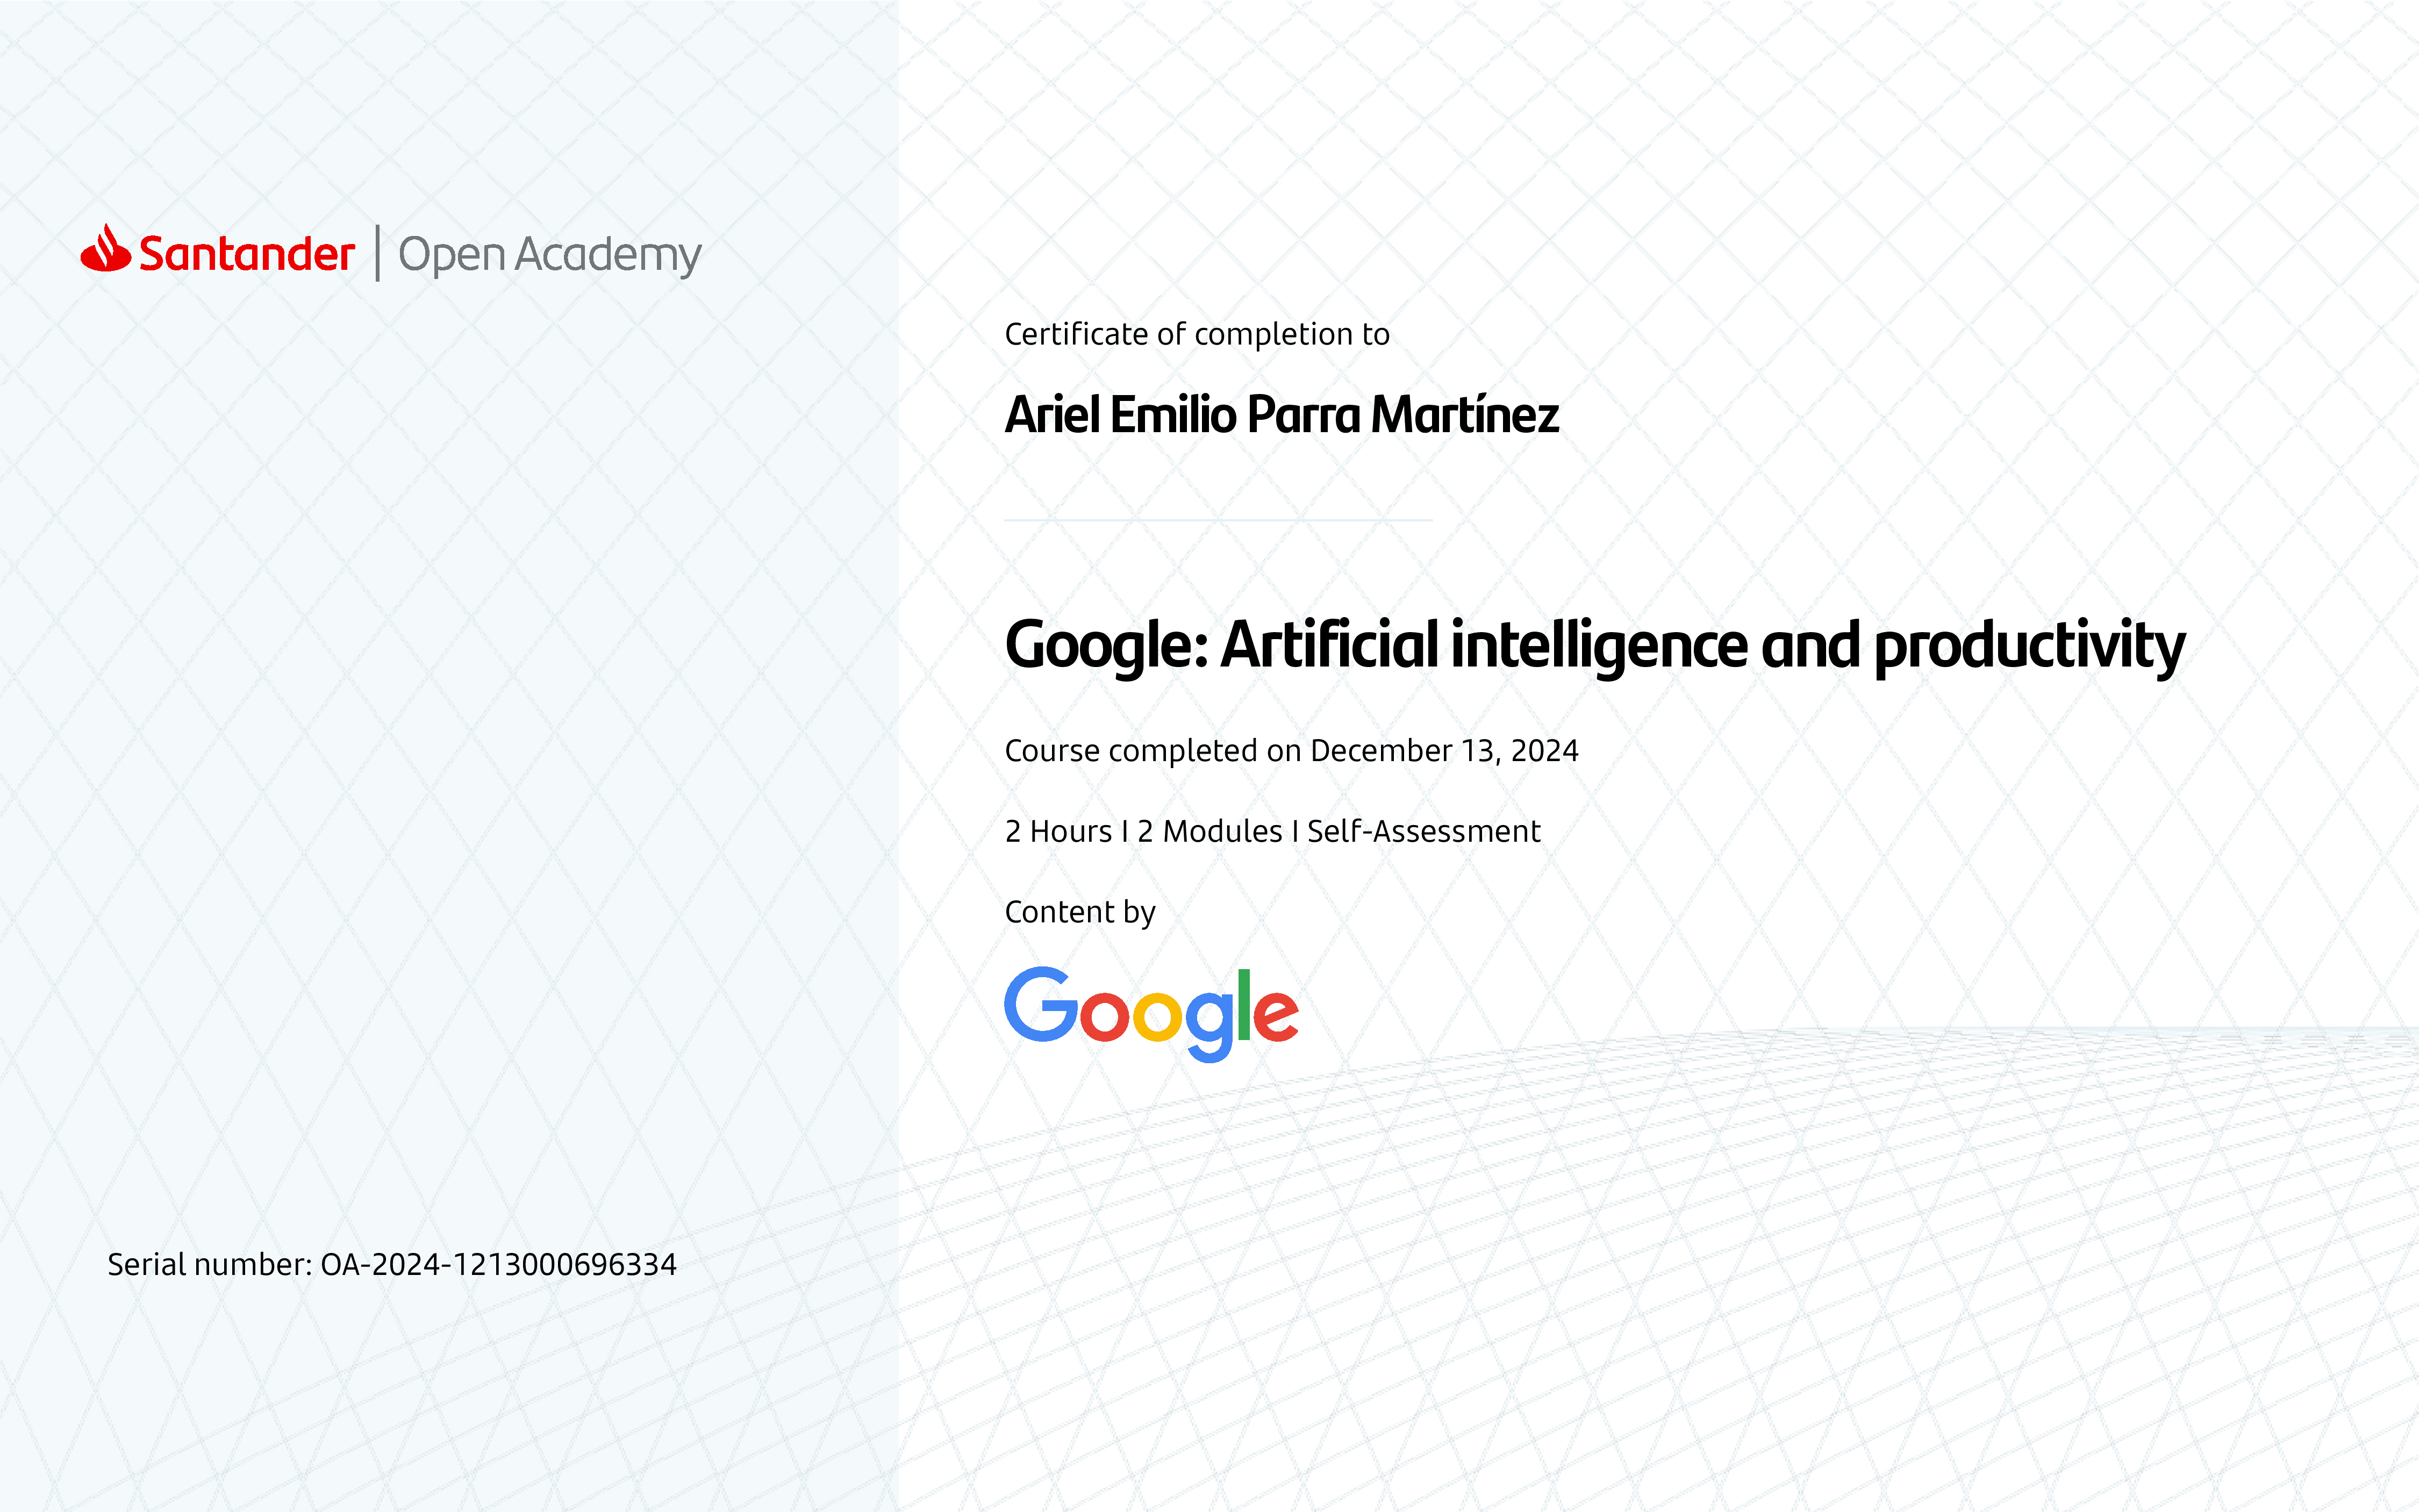 Santander | Open Academy
Certificate of completion to
Ariel Emilio Parra Martínez
Google: Artificial intelligence and productivity
Course completed on December 13, 2024
2 Hours I 2 Modules I Self-Assessment
Content by
Google
Serial number: OA-2024-1213000696334